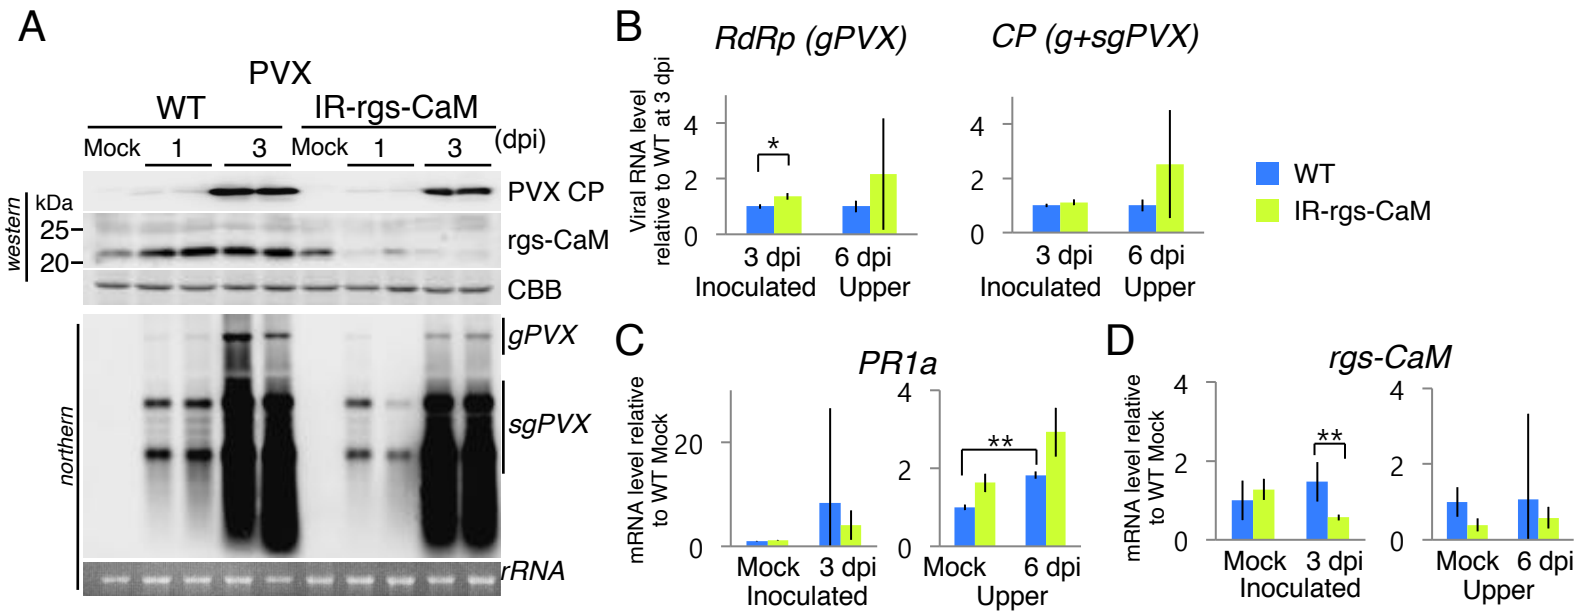 A
PVX
WT IR-rgs-CaM
Mock 1 3 Mock 1 3 (dpi)
western
kDa
25
20
PVX CP
rgs-CaM
CBB
northern
gPVX
sgPVX
rRNA
B
RdRp (gPVX)
CP (g+sgPVX)
Viral RNA level
relative to WT at 3 dpi
4
2
0
3 dpi 6 dpi
Inoculated Upper
*
4
2
0
3 dpi 6 dpi
Inoculated Upper
WT
IR-rgs-CaM
C
PR1a
mRNA level relative
to WT Mock
20
0
Mock 3 dpi
Inoculated
4
2
0
**
Mock 6 dpi
Upper
D
rgs-CaM
mRNA level relative
to WT Mock
4
2
0
**
Mock 3 dpi
Inoculated
4
2
0
Mock 6 dpi
Upper